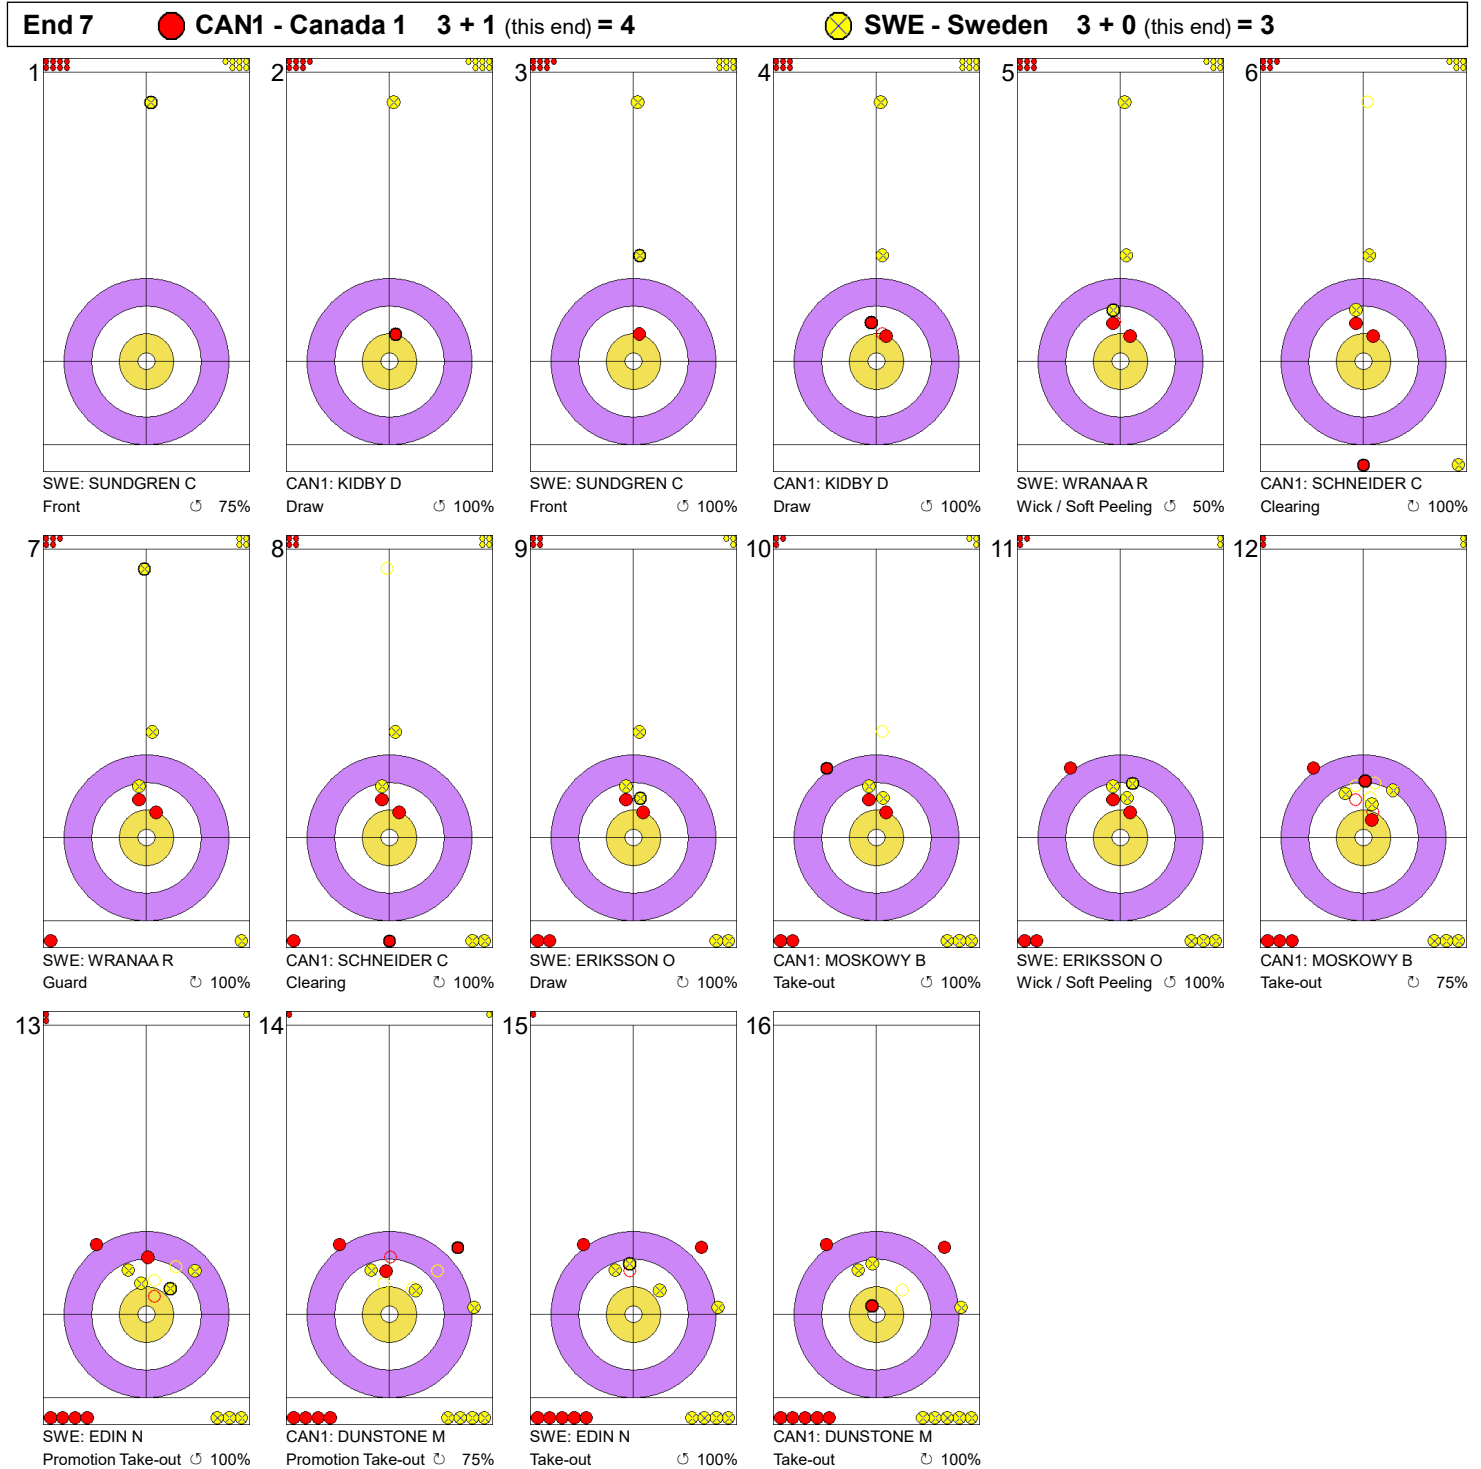 End 7 CAN1 - Canada 1 3 + 1 (this end) = 4 SWE - Sweden 3 + 0 (this end) = 3
1 2 3 4 5 6
SWE: SUNDGREN C CAN1: KIDBY D SWE: SUNDGREN C CAN1: KIDBY D SWE: WRANAA R CAN1: SCHNEIDER C
Front ↺ 75% Draw ↻ 100% Front ↻ 100% Draw ↻ 100% Wick / Soft Peeling ↺ 50% Clearing ↻ 100%
7 8 9 10 11 12
SWE: WRANAA R CAN1: SCHNEIDER C SWE: ERIKSSON O CAN1: MOSKOWY B SWE: ERIKSSON O CAN1: MOSKOWY B
Guard ↻ 100% Clearing ↻ 100% Draw ↻ 100% Take-out ↺ 100% Wick / Soft Peeling ↺ 100% Take-out ↻ 75%
13 14 15 16
SWE: EDIN N CAN1: DUNSTONE M SWE: EDIN N CAN1: DUNSTONE M
Promotion Take-out ↺ 100% Promotion Take-out ↻ 75% Take-out ↺ 100% Take-out ↻ 100%